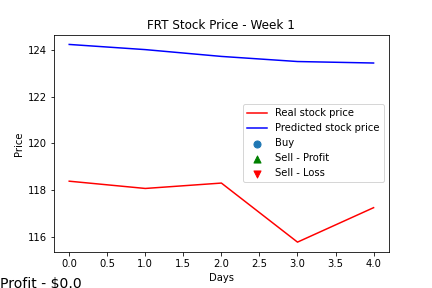 FRT Stock Price - Week 1
Price
124
122
120
118
116
Real stock price
Predicted stock price
Buy
Sell - Profit
Sell - Loss
0.0 0.5 1.0 1.5 2.0 2.5 3.0 3.5 4.0
Days
Profit - $0.0